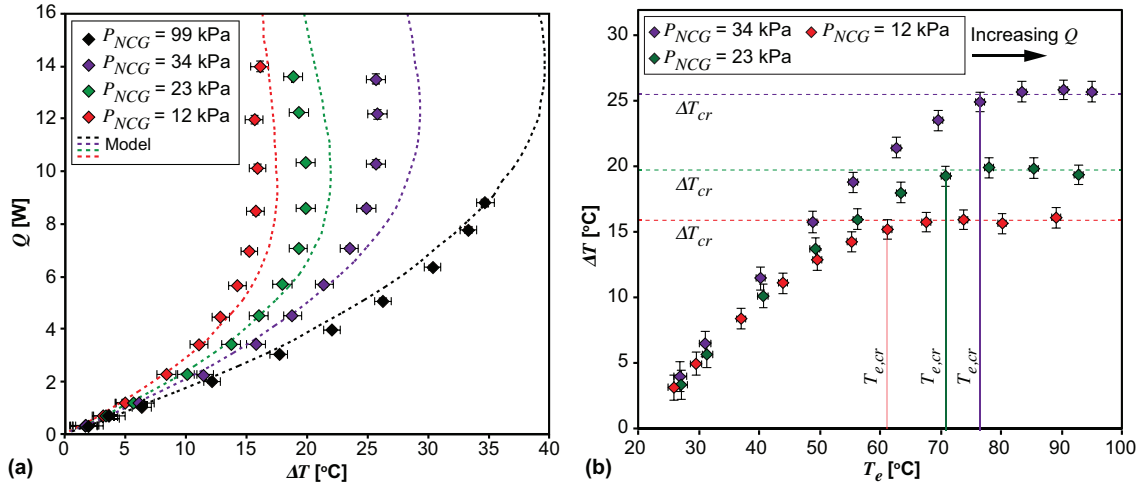 P_NCG = 99 kPa
P_NCG = 34 kPa
P_NCG = 23 kPa
P_NCG = 12 kPa
Model
16
14
12
10
8
6
4
2
0
Q [W]
0 5 10 15 20 25 30 35 40
ΔT [°C]
(a)
P_NCG = 34 kPa P_NCG = 12 kPa
P_NCG = 23 kPa
Increasing Q
30
25
20
15
10
5
0
ΔT [°C]
ΔT_cr
ΔT_cr
ΔT_cr
T_e,cr
T_e,cr
T_e,cr
20 30 40 50 60 70 80 90 100
T_e [°C]
(b)